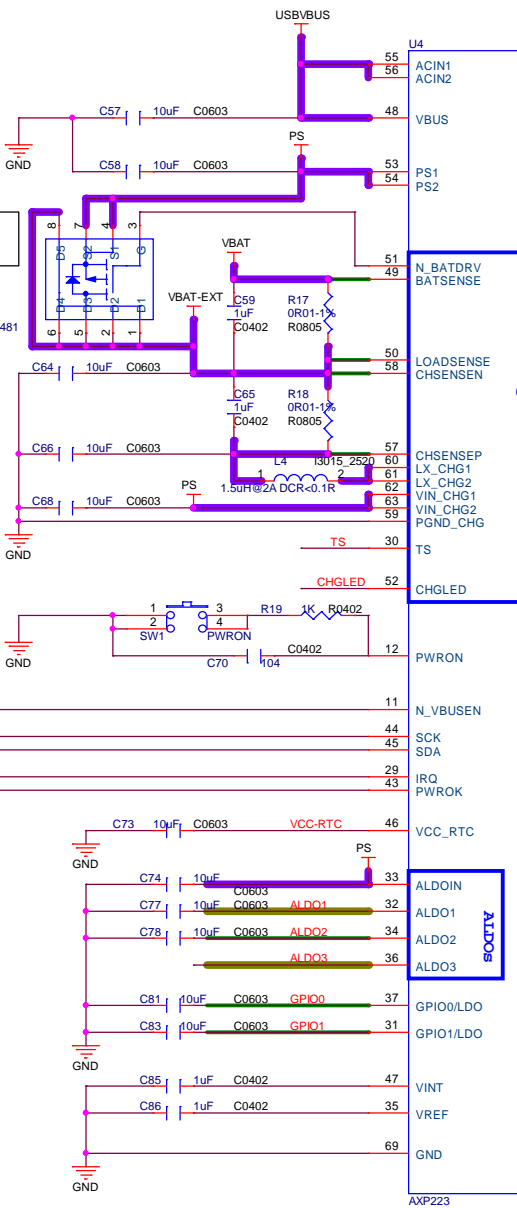 USBVBUS
U4
55 ACIN1
56 ACIN2
C57 10uF C0603
48 VBUS
GND
PS
C58 10uF C0603
53 PS1
54 PS2
8 7 4 3
D5 S2 S1 G
51 N_BATDRV
VBAT
49 BATSENSE
D4 D3 D2 D1
6 5 2 1
481
VBAT-EXT
C59
1uF
C0402
R17
0R01-1%
R0805
50 LOADSENSE
C64 10uF C0603
58 CHSENSEN
C65
1uF
C0402
R18
0R01-1%
R0805
C66 10uF C0603
57 CHSENSEP
L4 I3015_2520
60 LX_CHG1
1 2
61 LX_CHG2
1.5uH@2A DCR<0.1R
PS
62 VIN_CHG1
C68 10uF C0603
63 VIN_CHG2
59 PGND_CHG
GND
TS 30 TS
CHGLED 52 CHGLED
1 3 R19 1K R0402
2 4
SW1 PWRON
GND
C70 104 C0402
12 PWRON
11 N_VBUSEN
44 SCK
45 SDA
29 IRQ
43 PWROK
C73 10uF C0603 VCC-RTC 46 VCC_RTC
GND
PS
C74 10uF C0603
33 ALDOIN
C77 10uF C0603 ALDO1 32 ALDO1
C78 10uF C0603 ALDO2 34 ALDO2
ALDO3 36 ALDO3
ALDOS
C81 10uF C0603 GPIO0 37 GPIO0/LDO
C83 10uF C0603 GPIO1 31 GPIO1/LDO
GND
C85 1uF C0402 47 VINT
C86 1uF C0402 35 VREF
69 GND
GND
AXP223